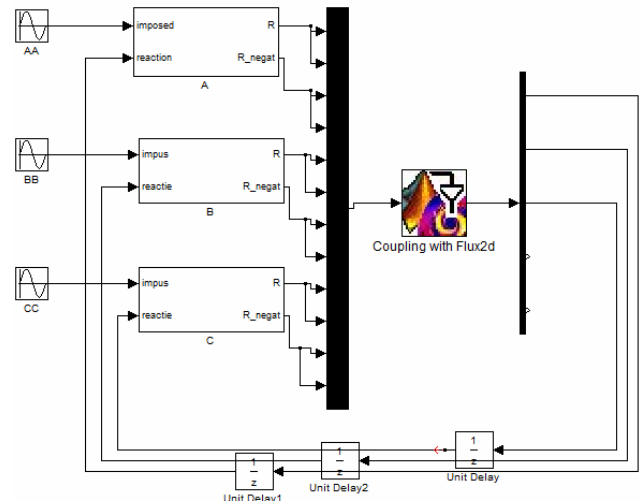 AA
imposed
reaction
R
R_negat
A
BB
impus
reactie
R
R_negat
B
CC
impus
reactie
R
R_negat
C
Coupling with Flux2d
1
z
Unit Delay
1
z
Unit Delay2
1
z
Unit Delay1